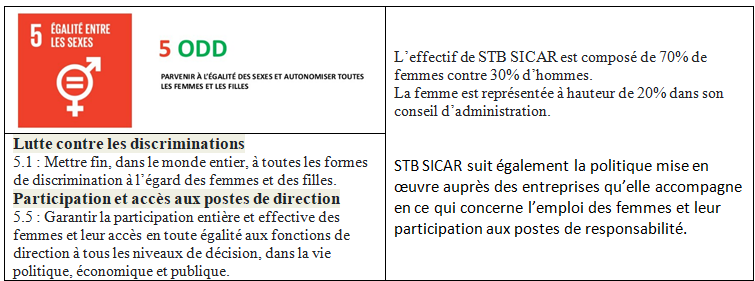 5 ÉGALITÉ ENTRE
LES SEXES
5 ODD
PARVENIR À L'ÉGALITÉ DES SEXES ET AUTONOMISER TOUTES
LES FEMMES ET LES FILLES
Lutte contre les discriminations
5.1 : Mettre fin, dans le monde entier, à toutes les formes
de discrimination à l'égard des femmes et des filles.
Participation et accès aux postes de direction
5.5 : Garantir la participation entière et effective des
femmes et leur accès en toute égalité aux fonctions de
direction à tous les niveaux de décision, dans la vie
politique, économique et publique.
L'effectif de STB SICAR est composé de 70% de
femmes contre 30% d'hommes.
La femme est représentée à hauteur de 20% dans son
conseil d'administration.
STB SICAR suit également la politique mise en
œuvre auprès des entreprises qu'elle accompagne
en ce qui concerne l'emploi des femmes et leur
participation aux postes de responsabilité.